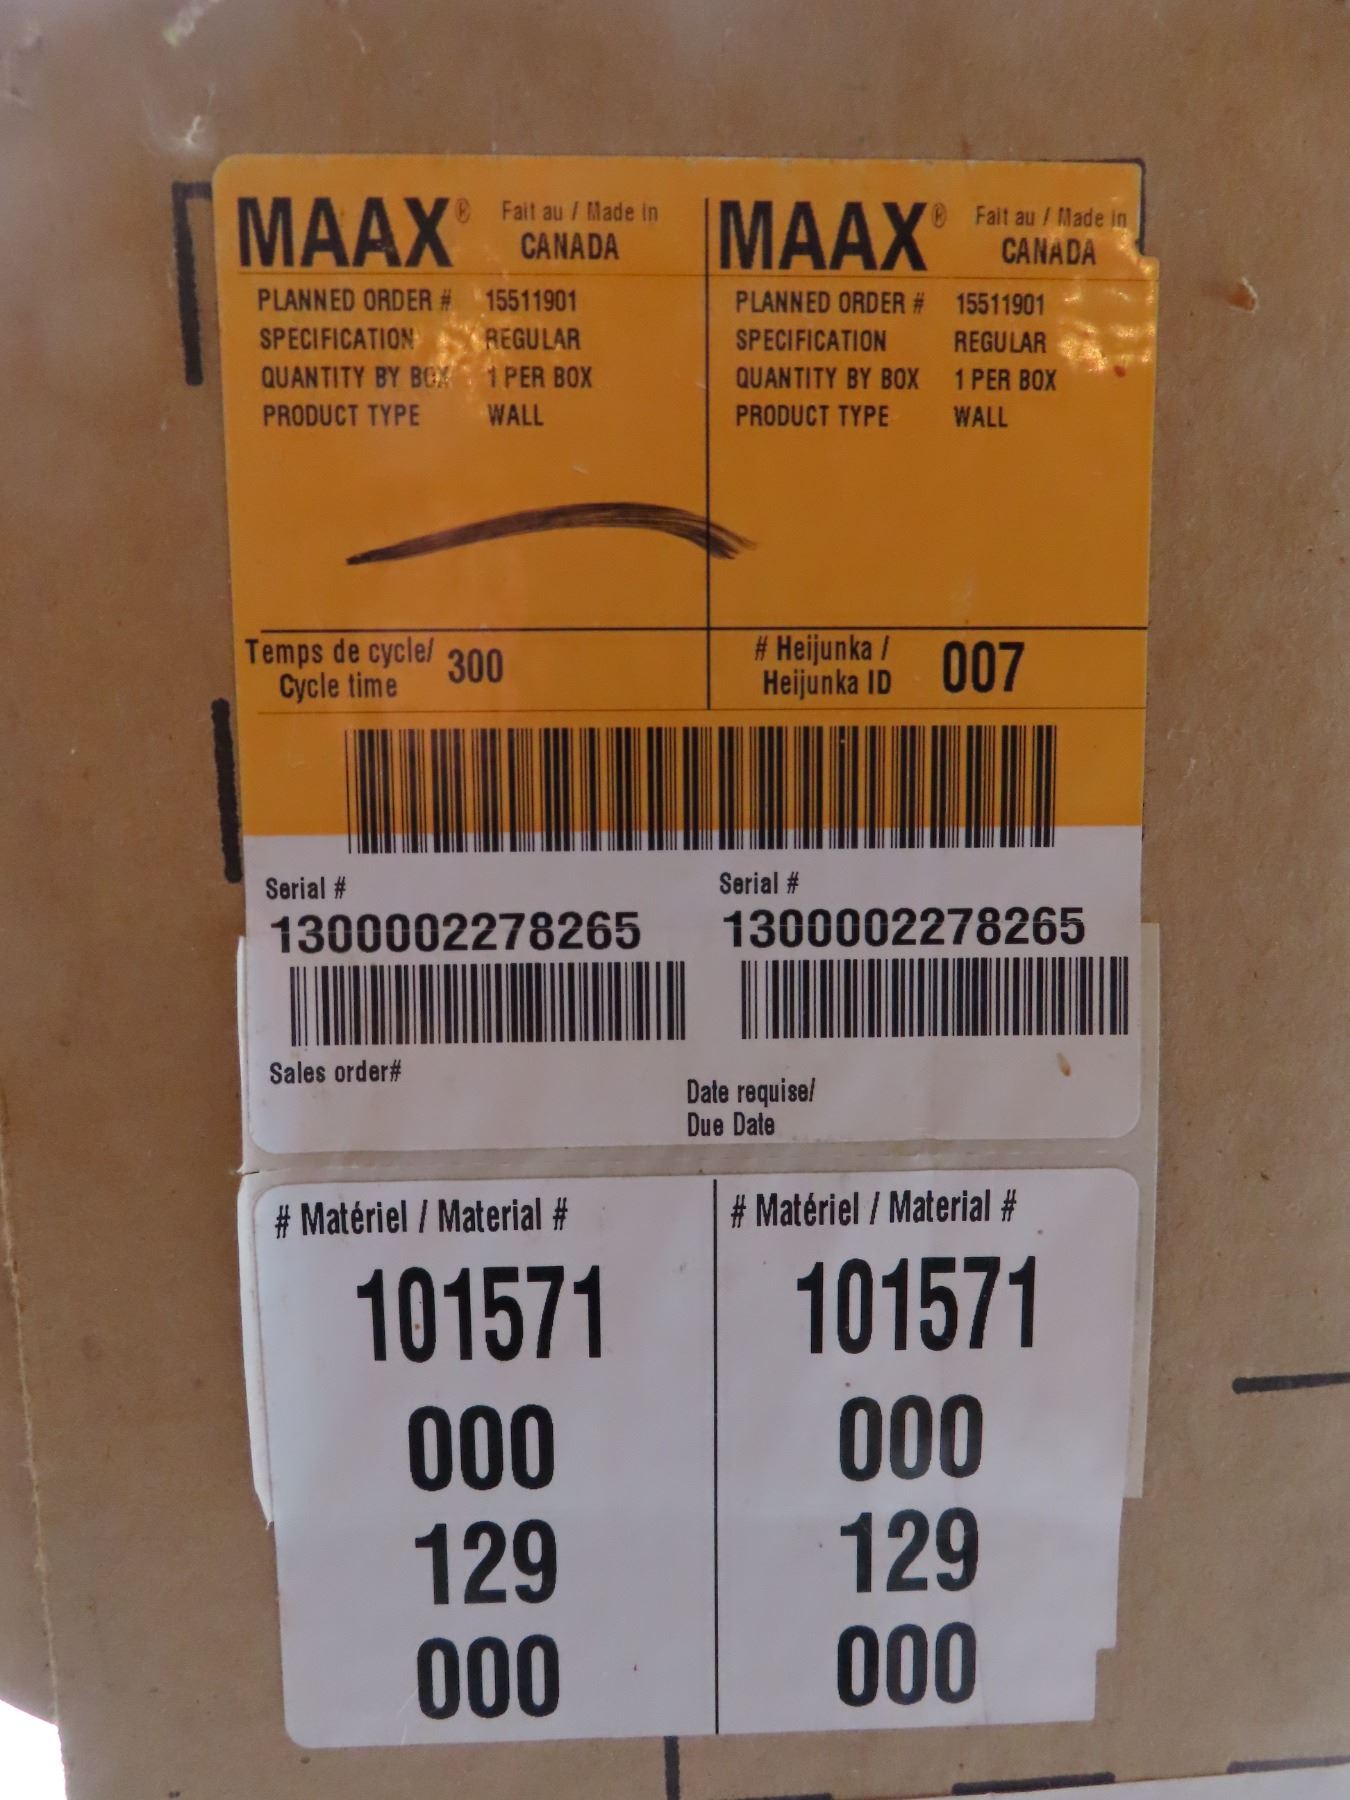 MAAX® Fait au / Made in
CANADA
PLANNED ORDER # 15511901
SPECIFICATION REGULAR
QUANTITY BY BOX 1 PER BOX
PRODUCT TYPE WALL
MAAX® Fait au / Made in
CANADA
PLANNED ORDER # 15511901
SPECIFICATION REGULAR
QUANTITY BY BOX 1 PER BOX
PRODUCT TYPE WALL
Temps de cycle/ 300
Cycle time
# Heijunka / 007
Heijunka ID
Serial #
1300002278265
Serial #
1300002278265
Sales order#
Date requise/
Due Date
# Matériel / Material #
101571
000
129
000
# Matériel / Material #
101571
000
129
000